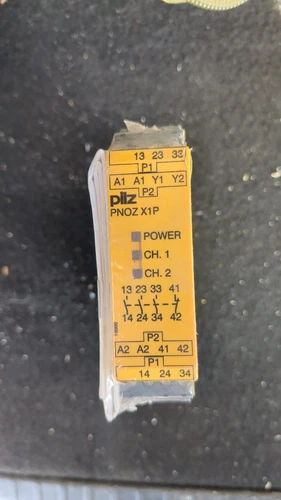 13 23 33
P1
A1 A1 Y1 Y2
P2
pilz
PNOZ X1P
POWER
CH. 1
CH. 2
13 23 33 41
14 24 34 42
P2
A2 A2 41 42
P1
14 24 34